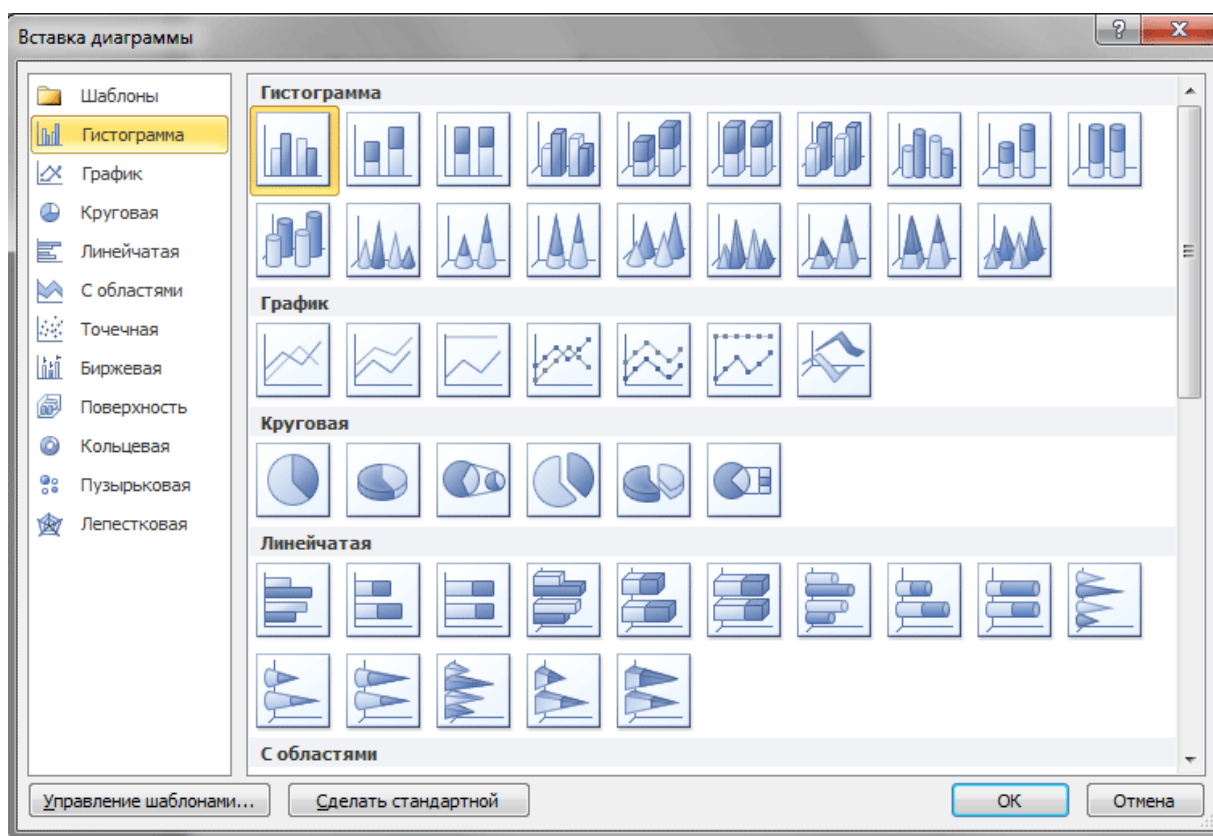 Вставка диаграммы
Шаблоны
Гистограмма
График
Круговая
Линейчатая
С областями
Точечная
Биржевая
Поверхность
Кольцевая
Пузырьковая
Лепестковая
Гистограмма
График
Круговая
Линейчатая
С областями
Управление шаблонами...
Сделать стандартной
ОК
Отмена